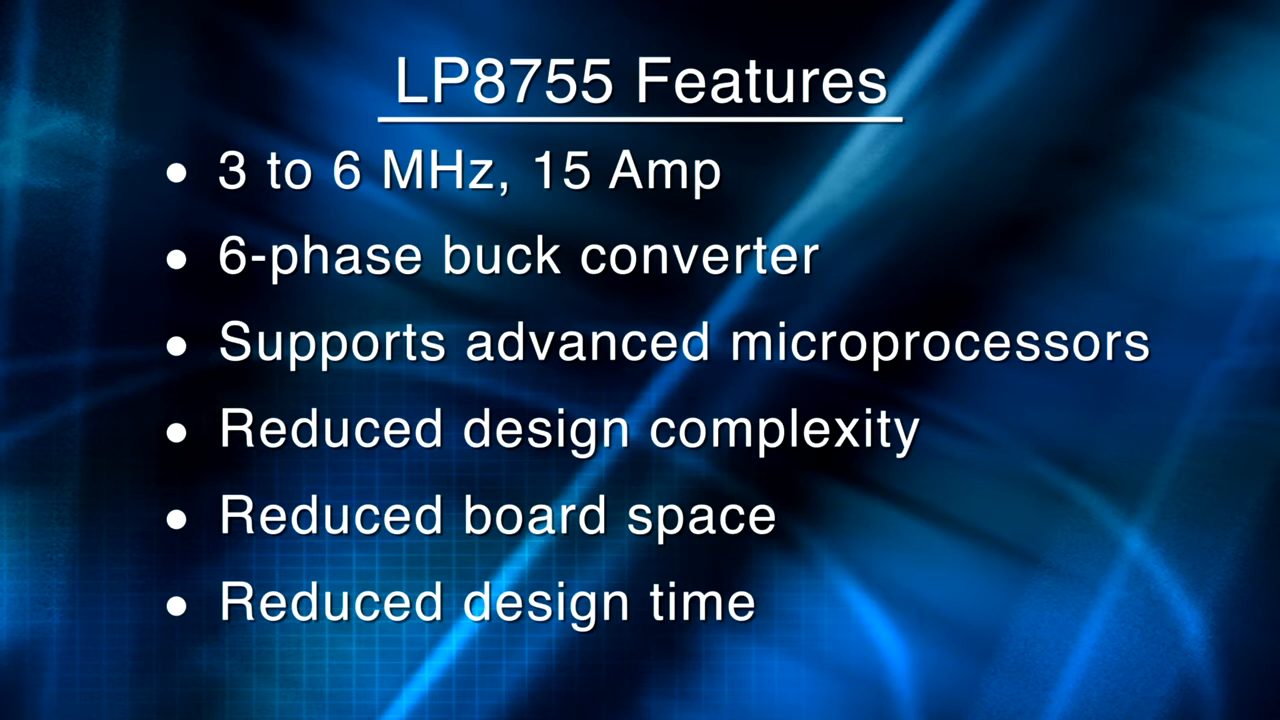 LP8755 Features
• 3 to 6 MHz, 15 Amp
• 6-phase buck converter
• Supports advanced microprocessors
• Reduced design complexity
• Reduced board space
• Reduced design time